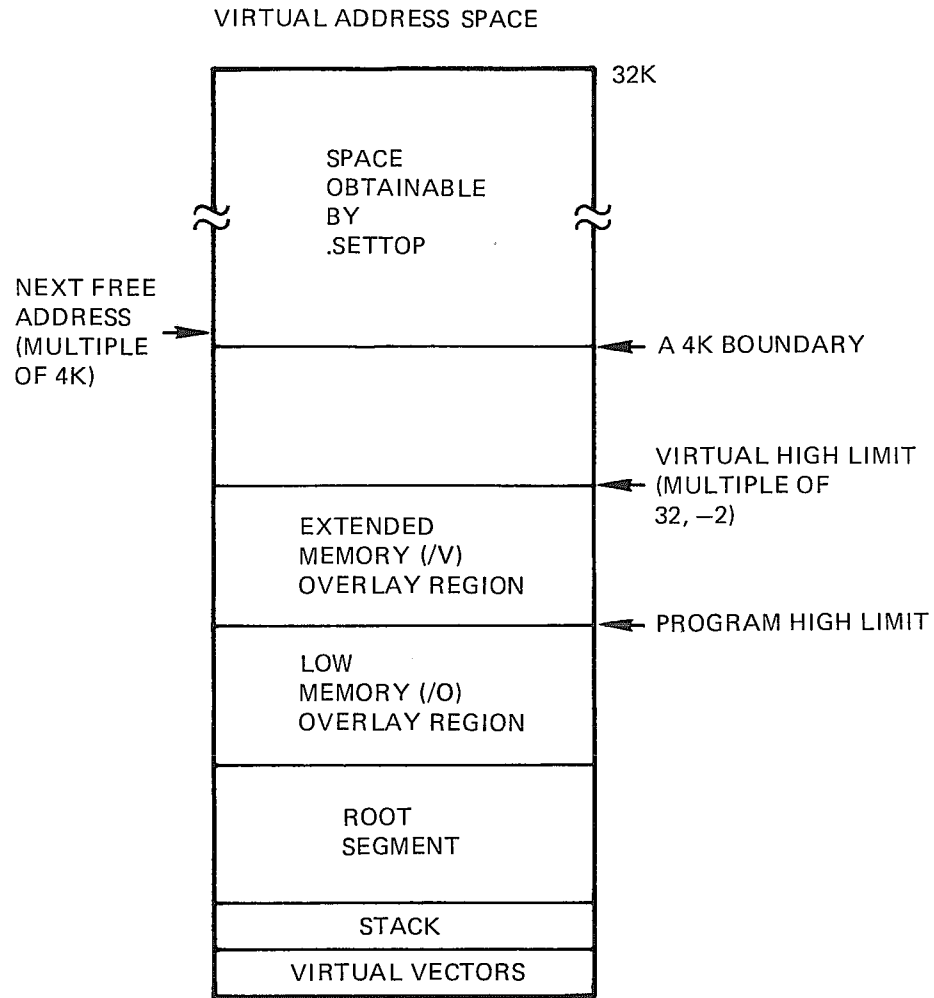 VIRTUAL ADDRESS SPACE
32K
SPACE
OBTAINABLE
BY
.SETTOP
NEXT FREE
ADDRESS
(MULTIPLE
OF 4K)
A 4K BOUNDARY
VIRTUAL HIGH LIMIT
(MULTIPLE OF
32, −2)
EXTENDED
MEMORY (/V)
OVERLAY REGION
PROGRAM HIGH LIMIT
LOW
MEMORY (/O)
OVERLAY REGION
ROOT
SEGMENT
STACK
VIRTUAL VECTORS